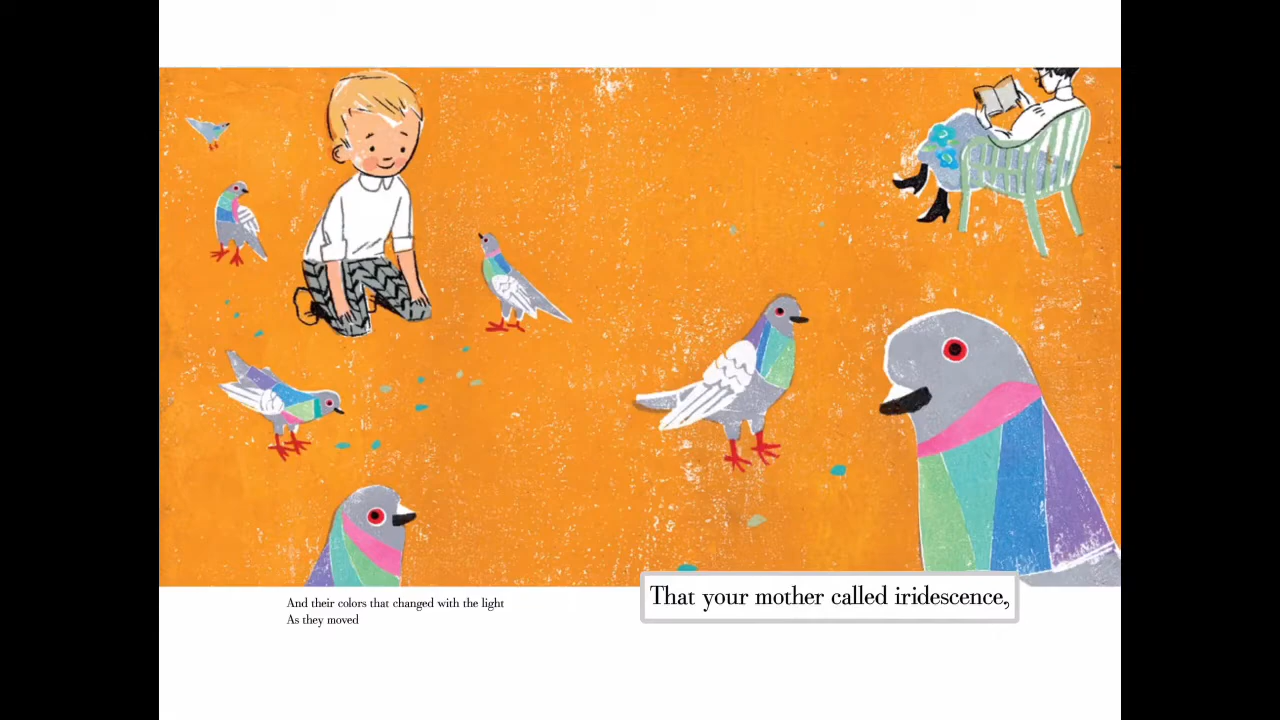 And their colors that changed with the light
As they moved
That your mother called iridescence,